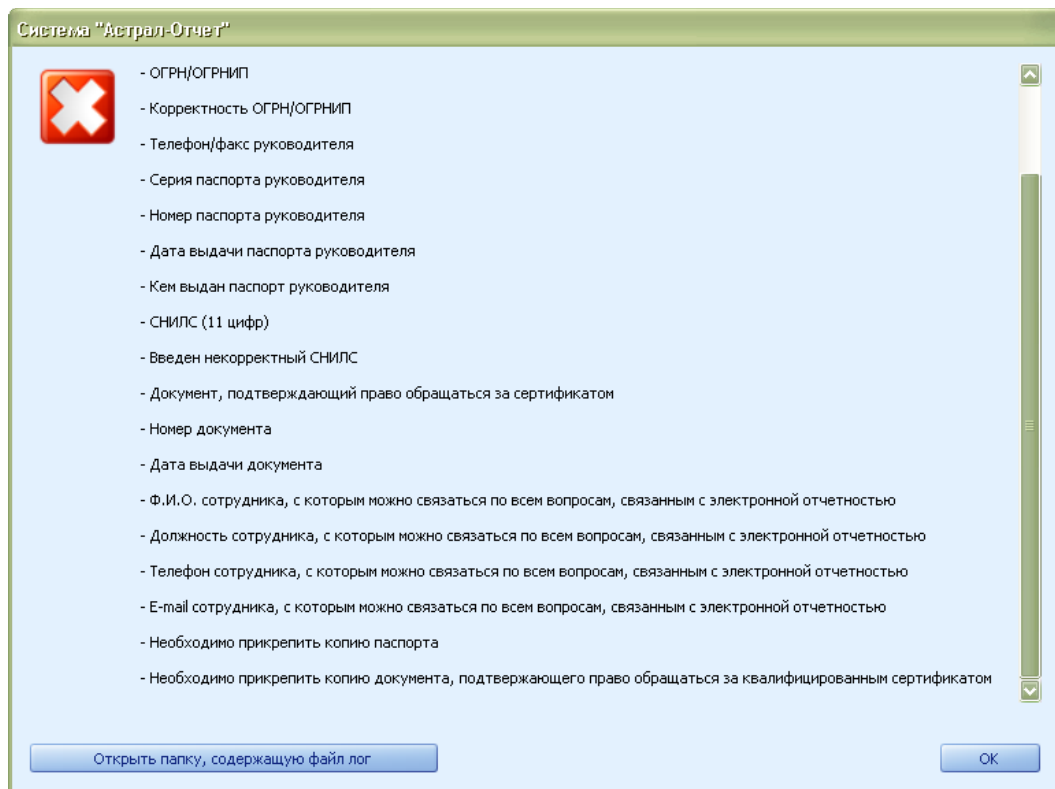 Система "Астрал-Отчет"
- ОГРН/ОГРНИП
- Корректность ОГРН/ОГРНИП
- Телефон/факс руководителя
- Серия паспорта руководителя
- Номер паспорта руководителя
- Дата выдачи паспорта руководителя
- Кем выдан паспорт руководителя
- СНИЛС (11 цифр)
- Введен некорректный СНИЛС
- Документ, подтверждающий право обращаться за сертификатом
- Номер документа
- Дата выдачи документа
- Ф.И.О. сотрудника, с которым можно связаться по всем вопросам, связанным с электронной отчетностью
- Должность сотрудника, с которым можно связаться по всем вопросам, связанным с электронной отчетностью
- Телефон сотрудника, с которым можно связаться по всем вопросам, связанным с электронной отчетностью
- E-mail сотрудника, с которым можно связаться по всем вопросам, связанным с электронной отчетностью
- Необходимо прикрепить копию паспорта
- Необходимо прикрепить копию документа, подтвержающего право обращаться за квалифицированным сертификатом
Открыть папку, содержащую файл лог
OK